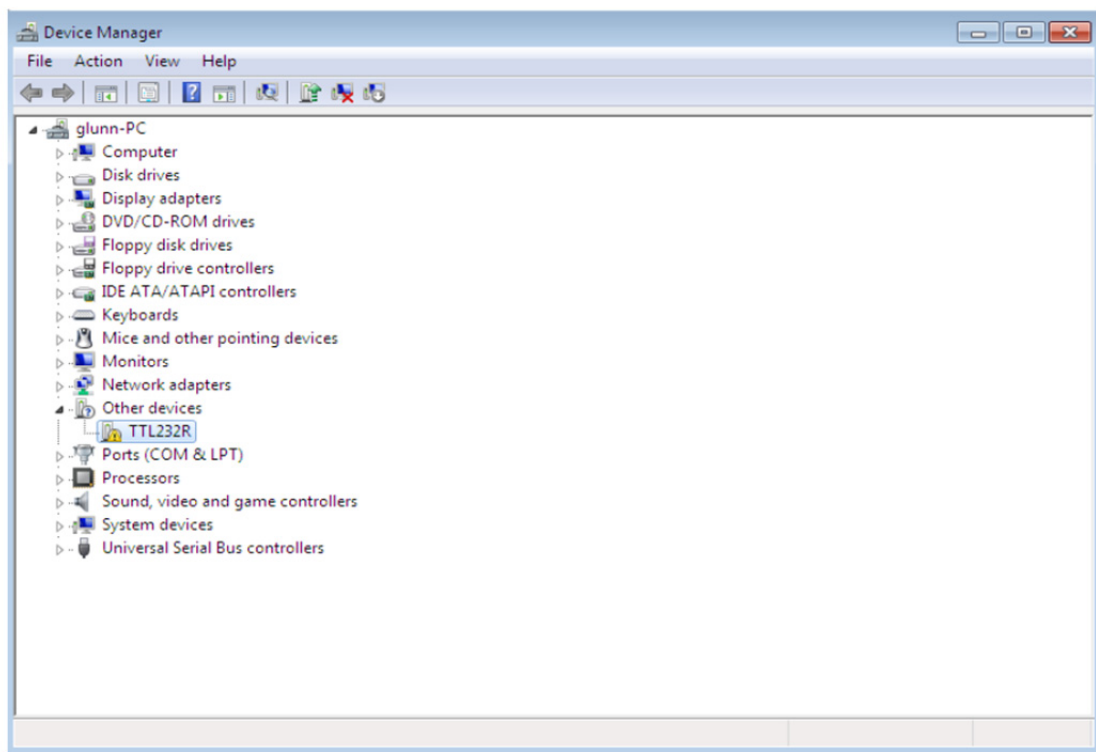 Device Manager
File Action View Help
glunn-PC
Computer
Disk drives
Display adapters
DVD/CD-ROM drives
Floppy disk drives
Floppy drive controllers
IDE ATA/ATAPI controllers
Keyboards
Mice and other pointing devices
Monitors
Network adapters
Other devices
TTL232R
Ports (COM & LPT)
Processors
Sound, video and game controllers
System devices
Universal Serial Bus controllers